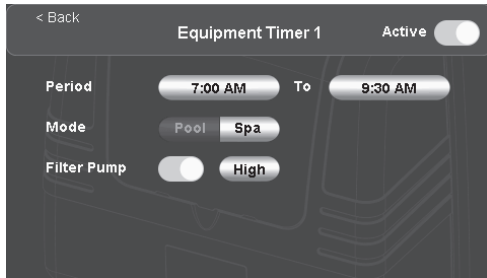 < Back
Equipment Timer 1
Active
Period 7:00 AM To 9:30 AM
Mode Pool Spa
Filter Pump High